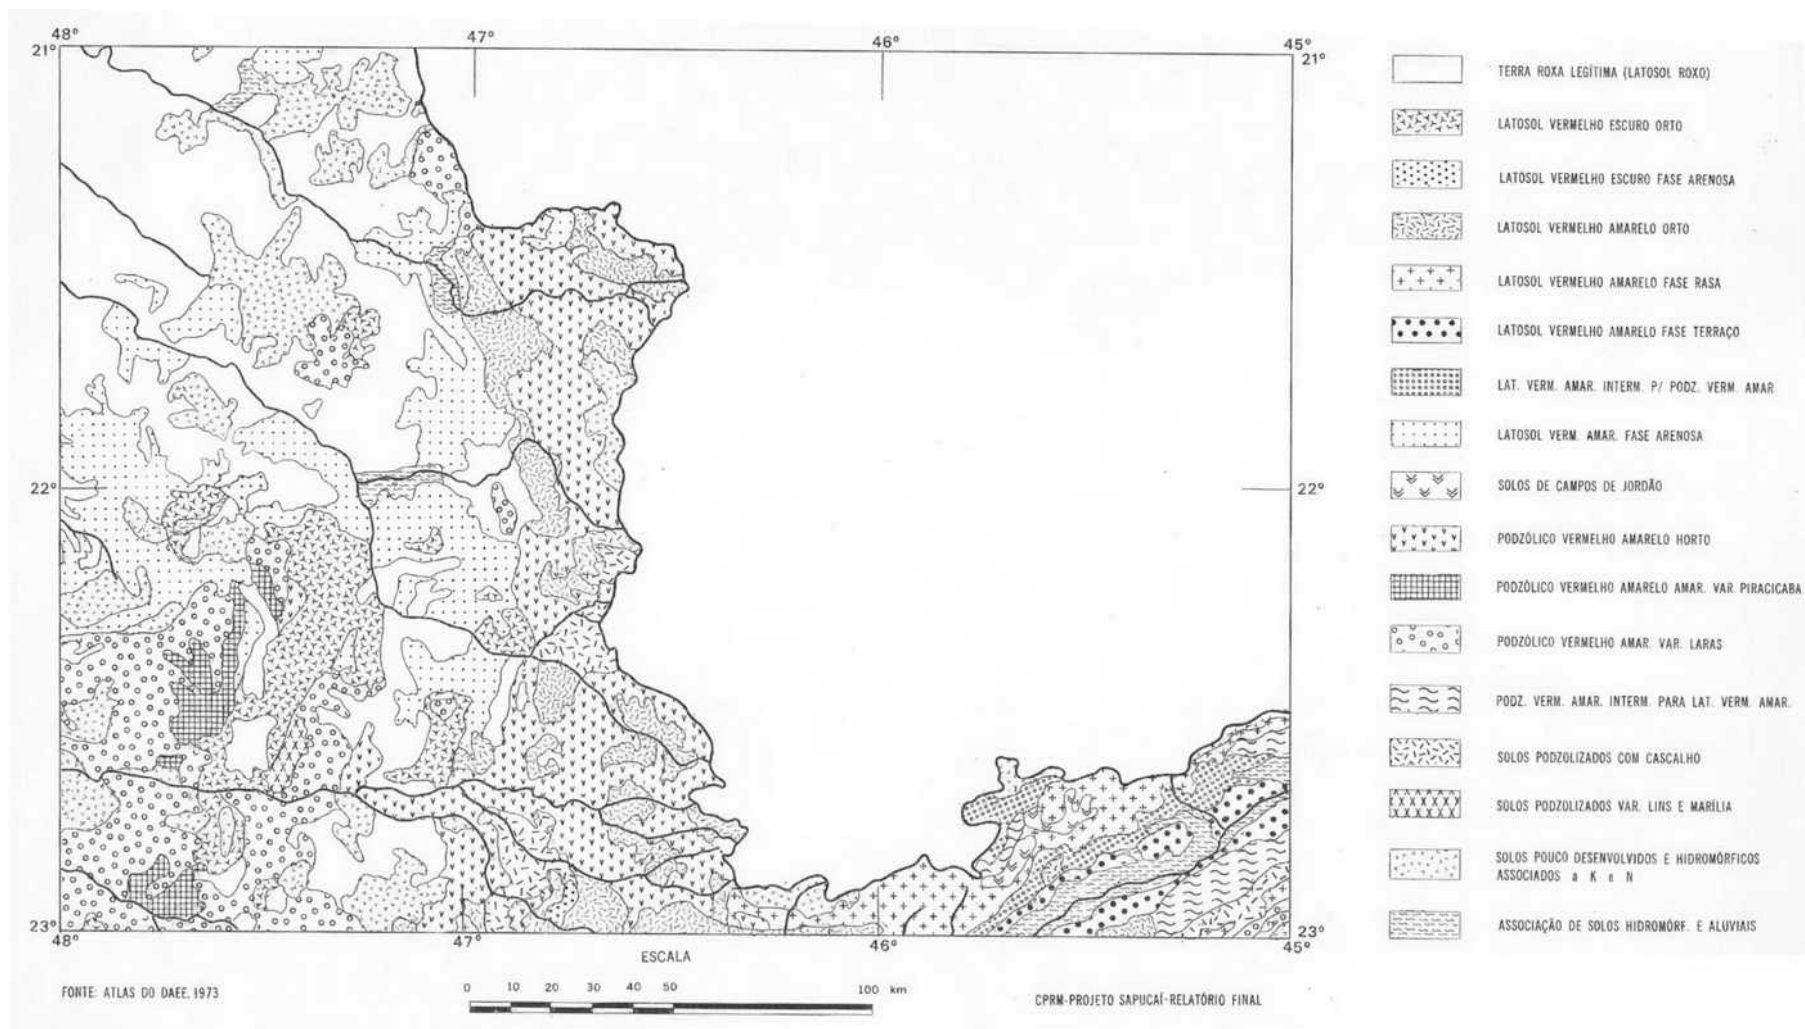 48°
47°
46°
45°
21°
21°
22°
22°
23°
23°
48°
47°
46°
45°
TERRA ROXA LEGÍTIMA (LATOSOL ROXO)
LATOSOL VERMELHO ESCURO ORTO
LATOSOL VERMELHO ESCURO FASE ARENOSA
LATOSOL VERMELHO AMARELO ORTO
LATOSOL VERMELHO AMARELO FASE RASA
LATOSOL VERMELHO AMARELO FASE TERRAÇO
LAT. VERM. AMAR. INTERM. P/ PODZ. VERM. AMAR
LATOSOL VERM. AMAR. FASE ARENOSA
SOLOS DE CAMPOS DE JORDÃO
PODZÓLICO VERMELHO AMARELO HORTO
PODZÓLICO VERMELHO AMARELO AMAR. VAR. PIRACICABA
PODZÓLICO VERMELHO AMAR. VAR. LARAS
PODZ. VERM. AMAR. INTERM. PARA LAT. VERM. AMAR.
SOLOS PODZOLIZADOS COM CASCALHO
SOLOS PODZOLIZADOS VAR. LINS E MARÍLIA
SOLOS POUCO DESENVOLVIDOS E HIDROMÓRFICOS
ASSOCIADOS a K e N
ASSOCIAÇÃO DE SOLOS HIDROMÓRF. E ALUVIAIS
ESCALA
0 10 20 30 40 50 100 km
FONTE: ATLAS DO DAEE. 1973
CPRM-PROJETO SAPUCAÍ-RELATÓRIO FINAL